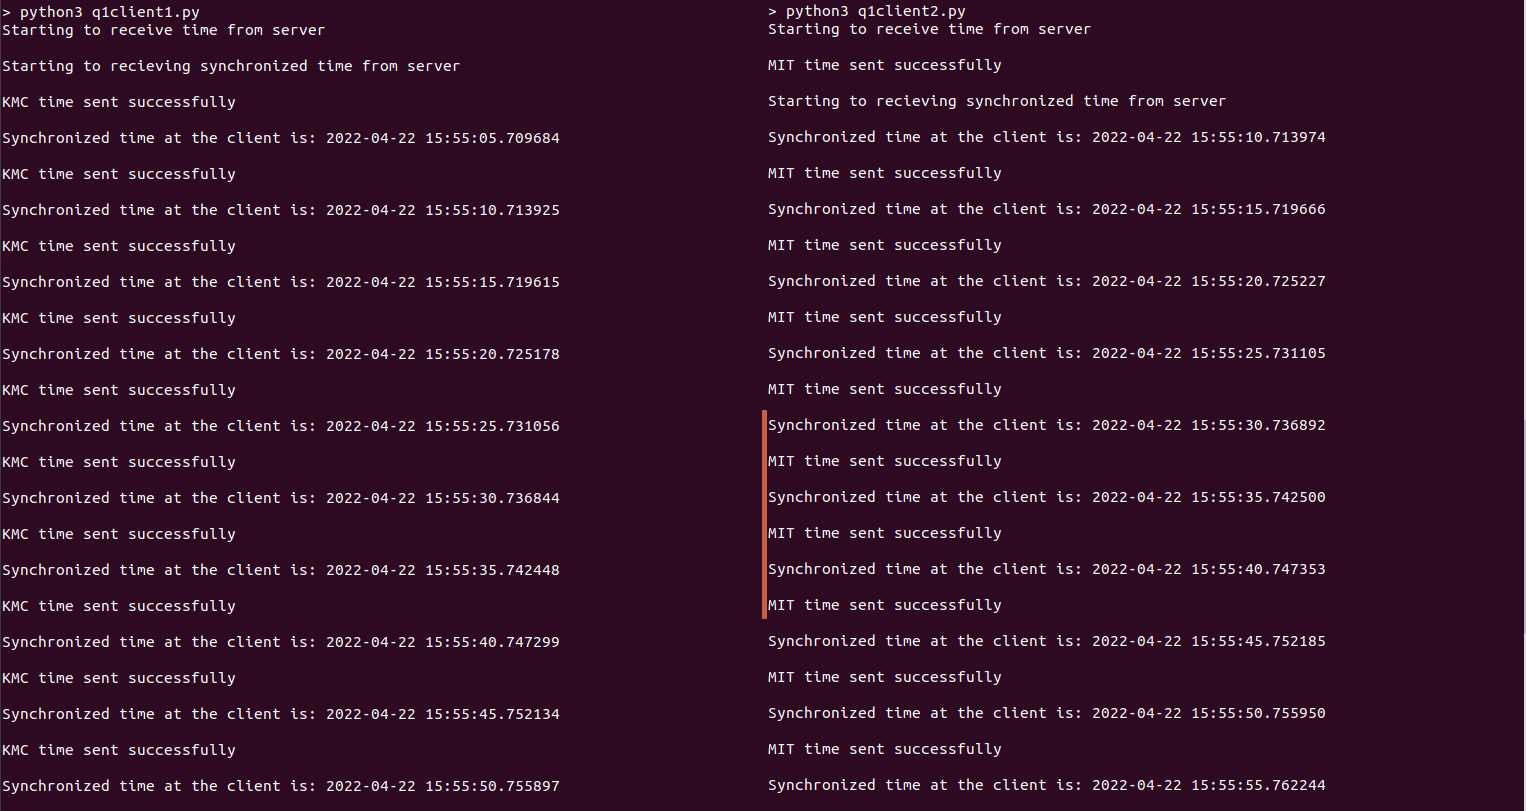 > python3 q1client1.py
Starting to receive time from server
Starting to recieving synchronized time from server
KMC time sent successfully
Synchronized time at the client is: 2022-04-22 15:55:05.709684
KMC time sent successfully
Synchronized time at the client is: 2022-04-22 15:55:10.713925
KMC time sent successfully
Synchronized time at the client is: 2022-04-22 15:55:15.719615
KMC time sent successfully
Synchronized time at the client is: 2022-04-22 15:55:20.725178
KMC time sent successfully
Synchronized time at the client is: 2022-04-22 15:55:25.731056
KMC time sent successfully
Synchronized time at the client is: 2022-04-22 15:55:30.736844
KMC time sent successfully
Synchronized time at the client is: 2022-04-22 15:55:35.742448
KMC time sent successfully
Synchronized time at the client is: 2022-04-22 15:55:40.747299
KMC time sent successfully
Synchronized time at the client is: 2022-04-22 15:55:45.752134
KMC time sent successfully
Synchronized time at the client is: 2022-04-22 15:55:50.755897
> python3 q1client2.py
Starting to receive time from server
MIT time sent successfully
Starting to recieving synchronized time from server
Synchronized time at the client is: 2022-04-22 15:55:10.713974
MIT time sent successfully
Synchronized time at the client is: 2022-04-22 15:55:15.719666
MIT time sent successfully
Synchronized time at the client is: 2022-04-22 15:55:20.725227
MIT time sent successfully
Synchronized time at the client is: 2022-04-22 15:55:25.731105
MIT time sent successfully
Synchronized time at the client is: 2022-04-22 15:55:30.736892
MIT time sent successfully
Synchronized time at the client is: 2022-04-22 15:55:35.742500
MIT time sent successfully
Synchronized time at the client is: 2022-04-22 15:55:40.747353
MIT time sent successfully
Synchronized time at the client is: 2022-04-22 15:55:45.752185
MIT time sent successfully
Synchronized time at the client is: 2022-04-22 15:55:50.755950
MIT time sent successfully
Synchronized time at the client is: 2022-04-22 15:55:55.762244